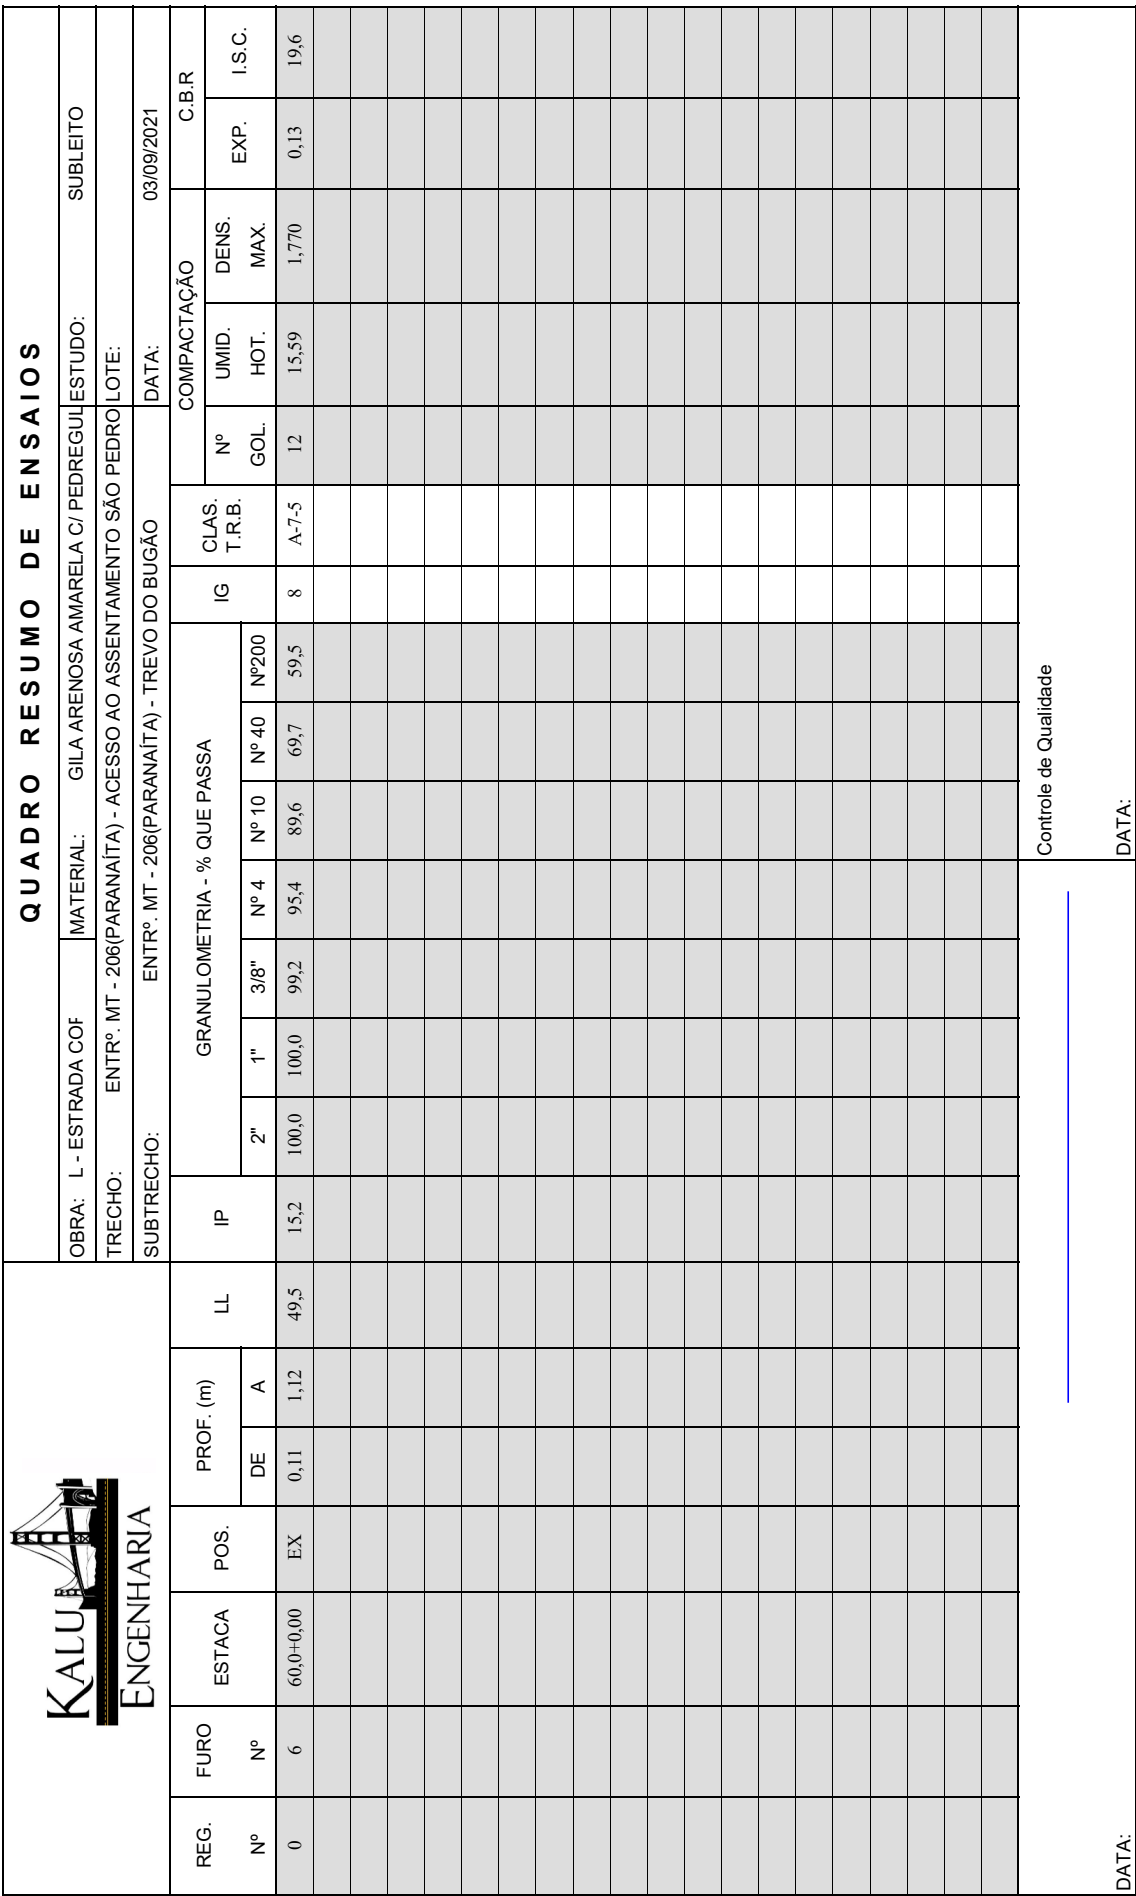 KALU
ENGENHARIA
QUADRO RESUMO DE ENSAIOS
OBRA: L - ESTRADA COF MATERIAL: GILA ARENOSA AMARELA C/ PEDREGUL ESTUDO: SUBLEITO
TRECHO: ENTRº. MT - 206(PARANAÍTA) - ACESSO AO ASSENTAMENTO SÃO PEDRO LOTE:
SUBTRECHO: ENTRº. MT - 206(PARANAÍTA) - TREVO DO BUGÃO DATA: 03/09/2021
REG. Nº FURO Nº ESTACA POS. PROF. (m) LL IP GRANULOMETRIA - % QUE PASSA IG CLAS. T.R.B. COMPACTAÇÃO C.B.R
DE A 2" 1" 3/8" Nº 4 Nº 10 Nº 40 Nº200 Nº GOL. UMID. HOT. DENS. MAX. EXP. I.S.C.
0 6 60,0+0,00 EX 0,11 1,12 49,5 15,2 100,0 100,0 99,2 95,4 89,6 69,7 59,5 8 A-7-5 12 15,59 1,770 0,13 19,6
Controle de Qualidade
DATA: DATA: